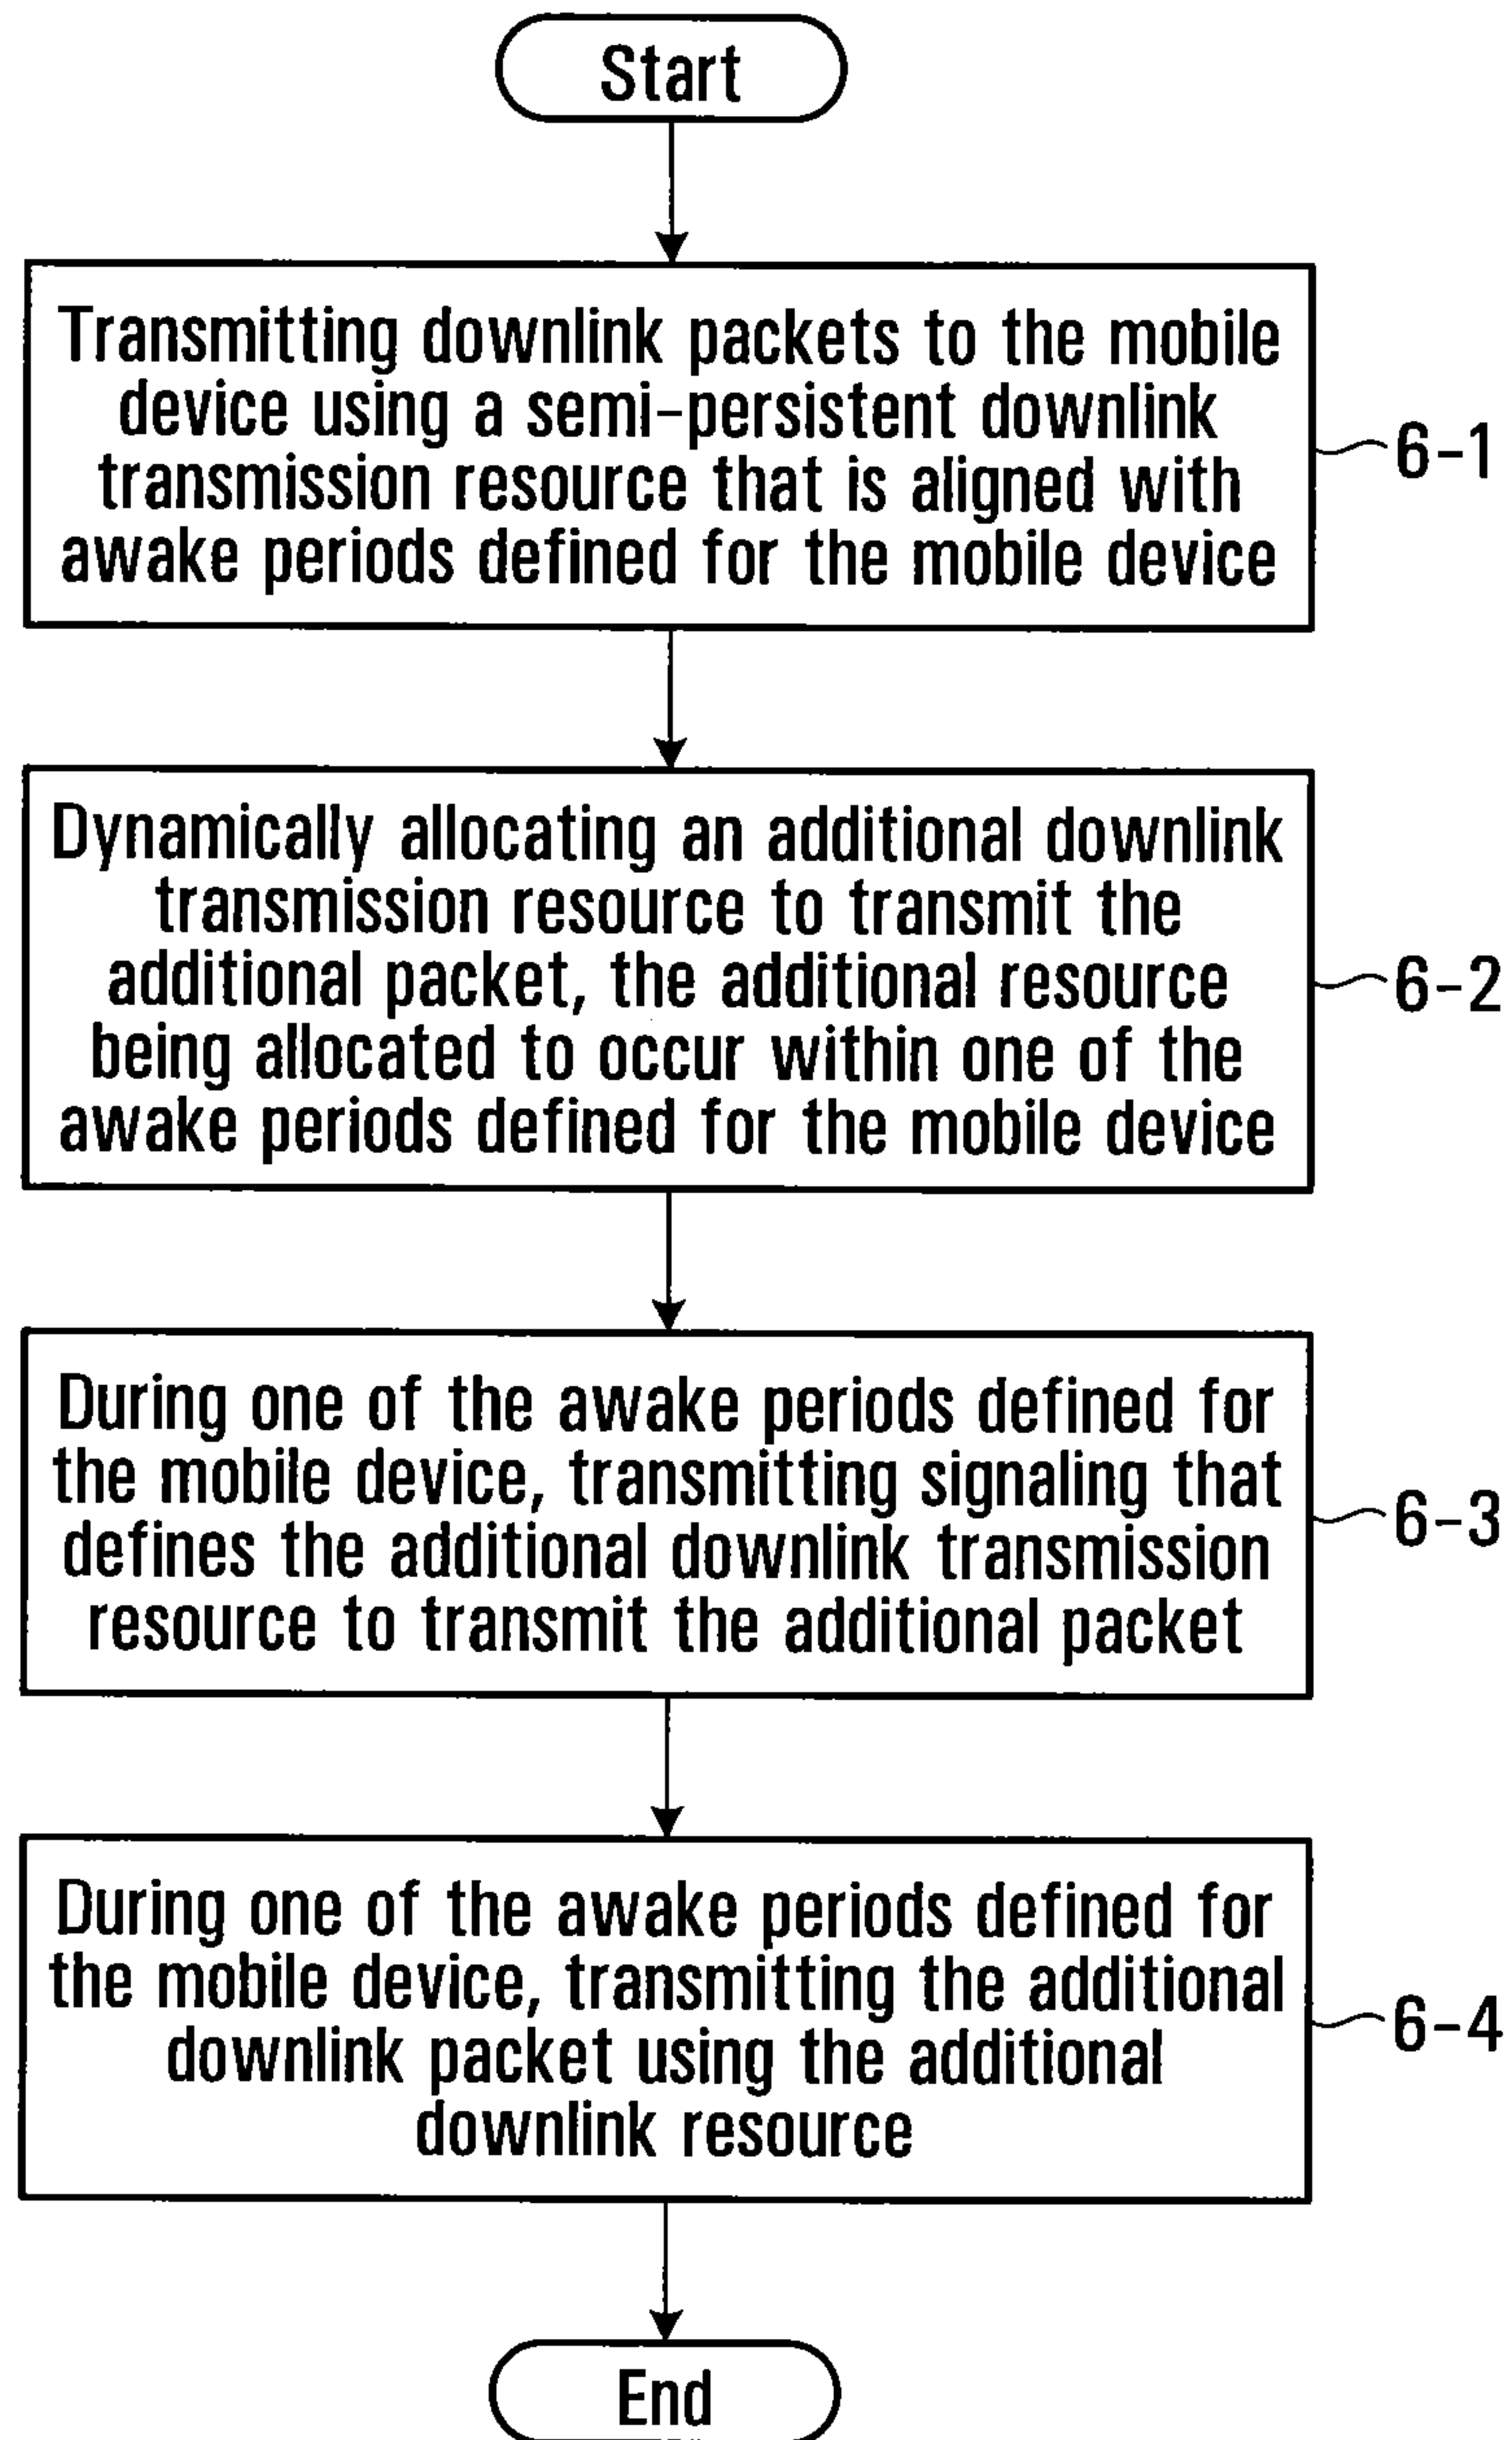 Start
Transmitting downlink packets to the mobile
device using a semi-persistent downlink
transmission resource that is aligned with
awake periods defined for the mobile device
6-1
Dynamically allocating an additional downlink
transmission resource to transmit the
additional packet, the additional resource
being allocated to occur within one of the
awake periods defined for the mobile device
6-2
During one of the awake periods defined for
the mobile device, transmitting signaling that
defines the additional downlink transmission
resource to transmit the additional packet
6-3
During one of the awake periods defined for
the mobile device, transmitting the additional
downlink packet using the additional
downlink resource
6-4
End